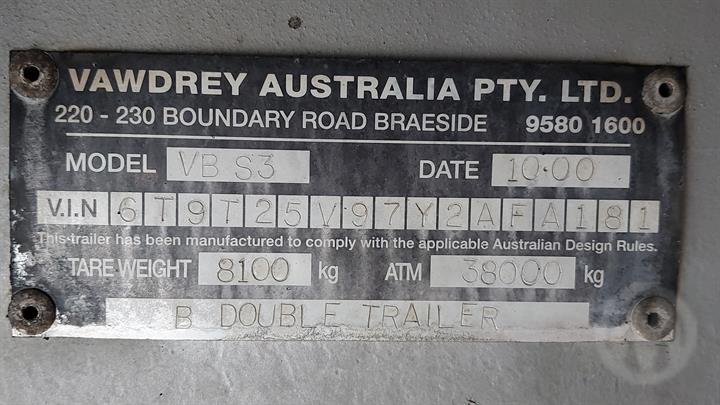 VAWDREY AUSTRALIA PTY. LTD.
220 - 230 BOUNDARY ROAD BRAESIDE 9580 1600
MODEL VB S3 DATE 10·00
V.I.N 6T9T25V97Y2AFA181
This trailer has been manufactured to comply with the applicable Australian Design Rules.
TARE WEIGHT 8100 kg ATM 38000 kg
B DOUBLE TRAILER